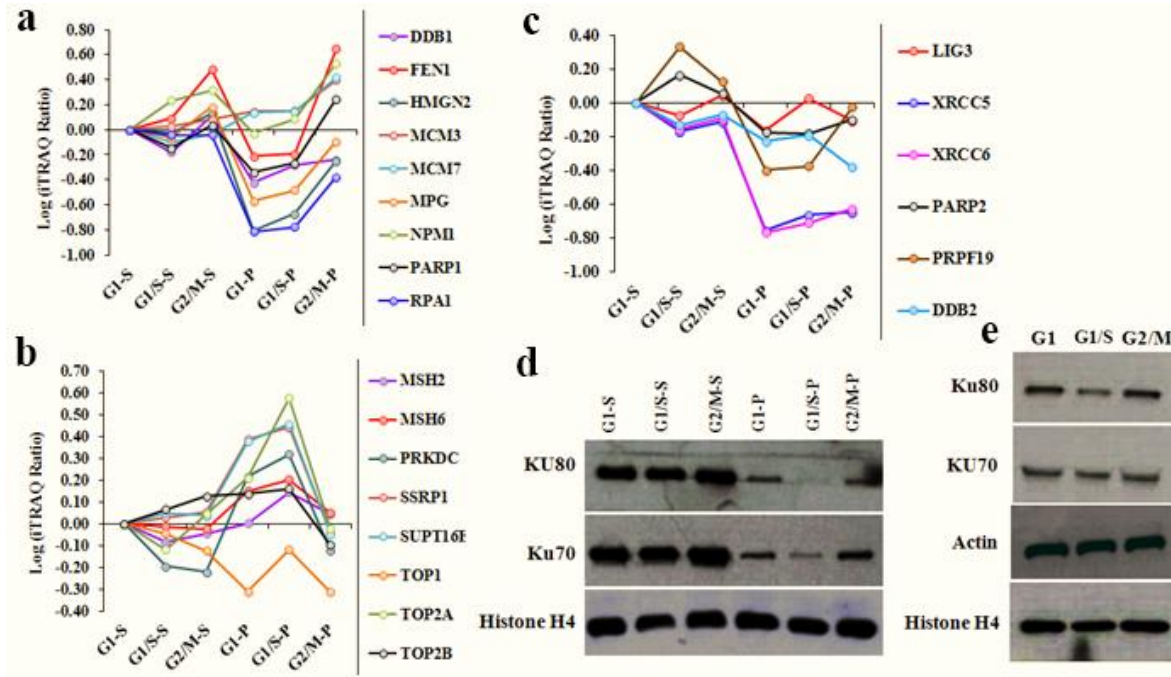 a
Log (iTRAQ Ratio)
0.80
0.60
0.40
0.20
0.00
-0.20
-0.40
-0.60
-0.80
-1.00
G1-S
G1/S-S
G2/M-S
G1-P
G1/S-P
G2/M-P
DDB1
FEN1
HMGN2
MCM3
MCM7
MPG
NPM1
PARP1
RPA1
b
Log (iTRAQ Ratio)
0.70
0.60
0.50
0.40
0.30
0.20
0.10
0.00
-0.10
-0.20
-0.30
-0.40
G1-S
G1/S-S
G2/M-S
G1-P
G1/S-P
G2/M-P
MSH2
MSH6
PRKDC
SSRP1
SUPT16H
TOP1
TOP2A
TOP2B
c
Log (iTRAQ Ratio)
0.40
0.20
0.00
-0.20
-0.40
-0.60
-0.80
-1.00
G1-S
G1/S-S
G2/M-S
G1-P
G1/S-P
G2/M-P
LIG3
XRCC5
XRCC6
PARP2
PRPF19
DDB2
d
G1-S
G1/S-S
G2/M-S
G1-P
G1/S-P
G2/M-P
KU80
Ku70
Histone H4
e
G1 G1/S G2/M
Ku80
KU70
Actin
Histone H4